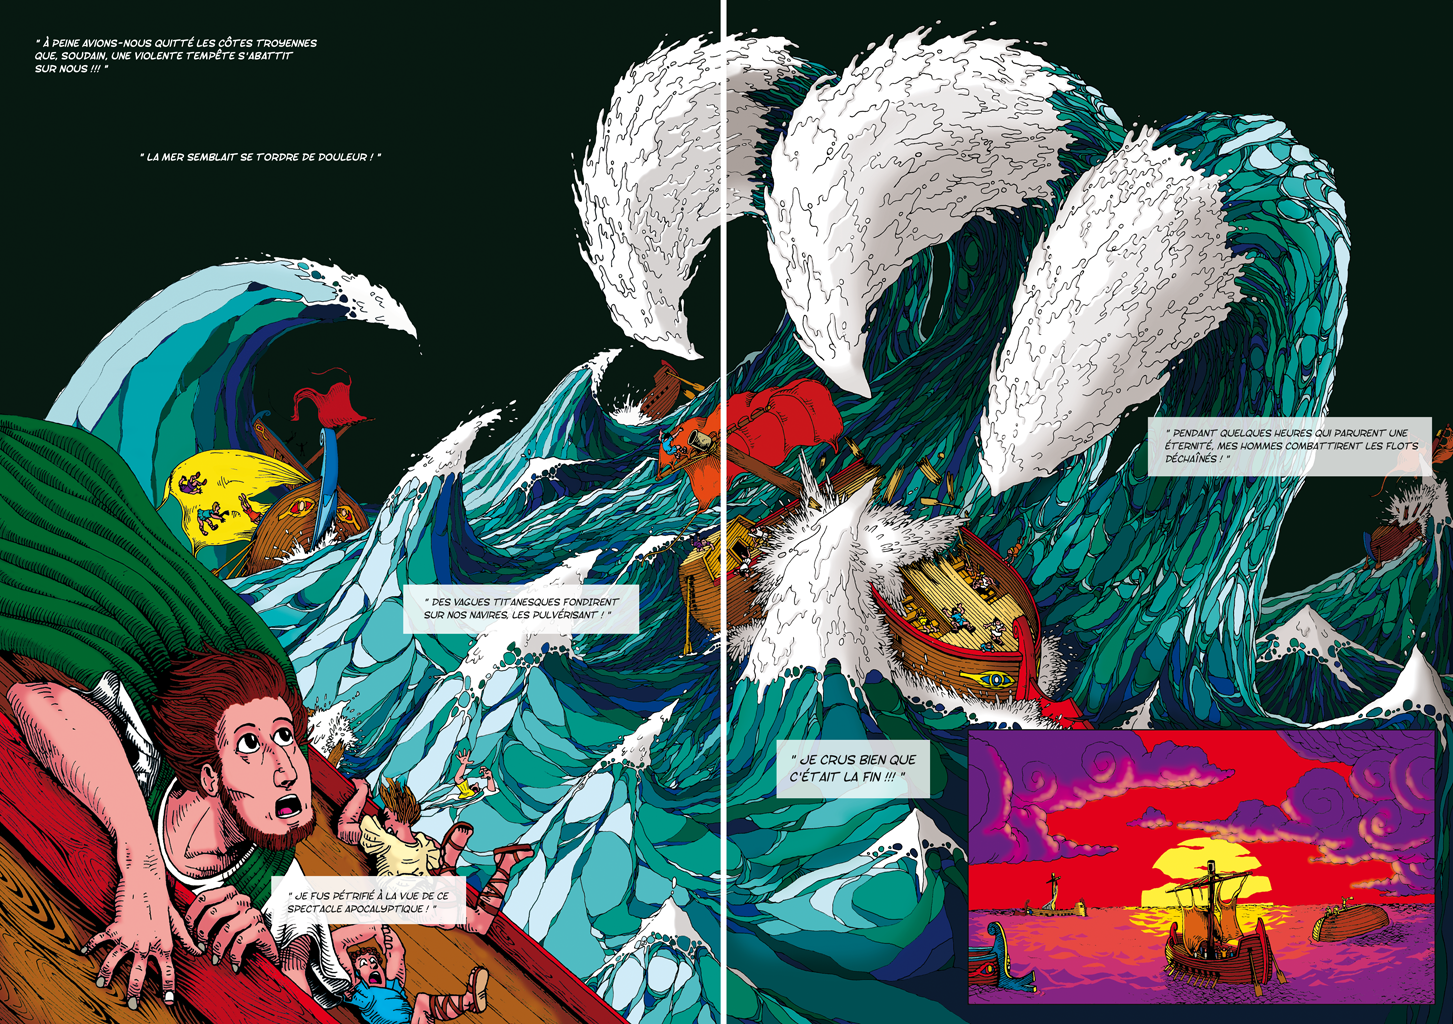 " À PEINE AVIONS-NOUS QUITTÉ LES CÔTES TROYENNES
QUE, SOUDAIN, UNE VIOLENTE TEMPÊTE S'ABATTIT
SUR NOUS !!! "
" LA MER SEMBLAIT SE TORDRE DE DOULEUR ! "
" DES VAGUES TITANESQUES FONDIRENT
SUR NOS NAVIRES, LES PULVÉRISANT ! "
" JE FUS PÉTRIFIÉ À LA VUE DE CE
SPECTACLE APOCALYPTIQUE ! "
" PENDANT QUELQUES HEURES QUI PARURENT UNE
ÉTERNITÉ, MES HOMMES COMBATTIRENT LES FLOTS
DÉCHAÎNÉS ! "
" JE CRUS BIEN QUE
C'ÉTAIT LA FIN !!! "